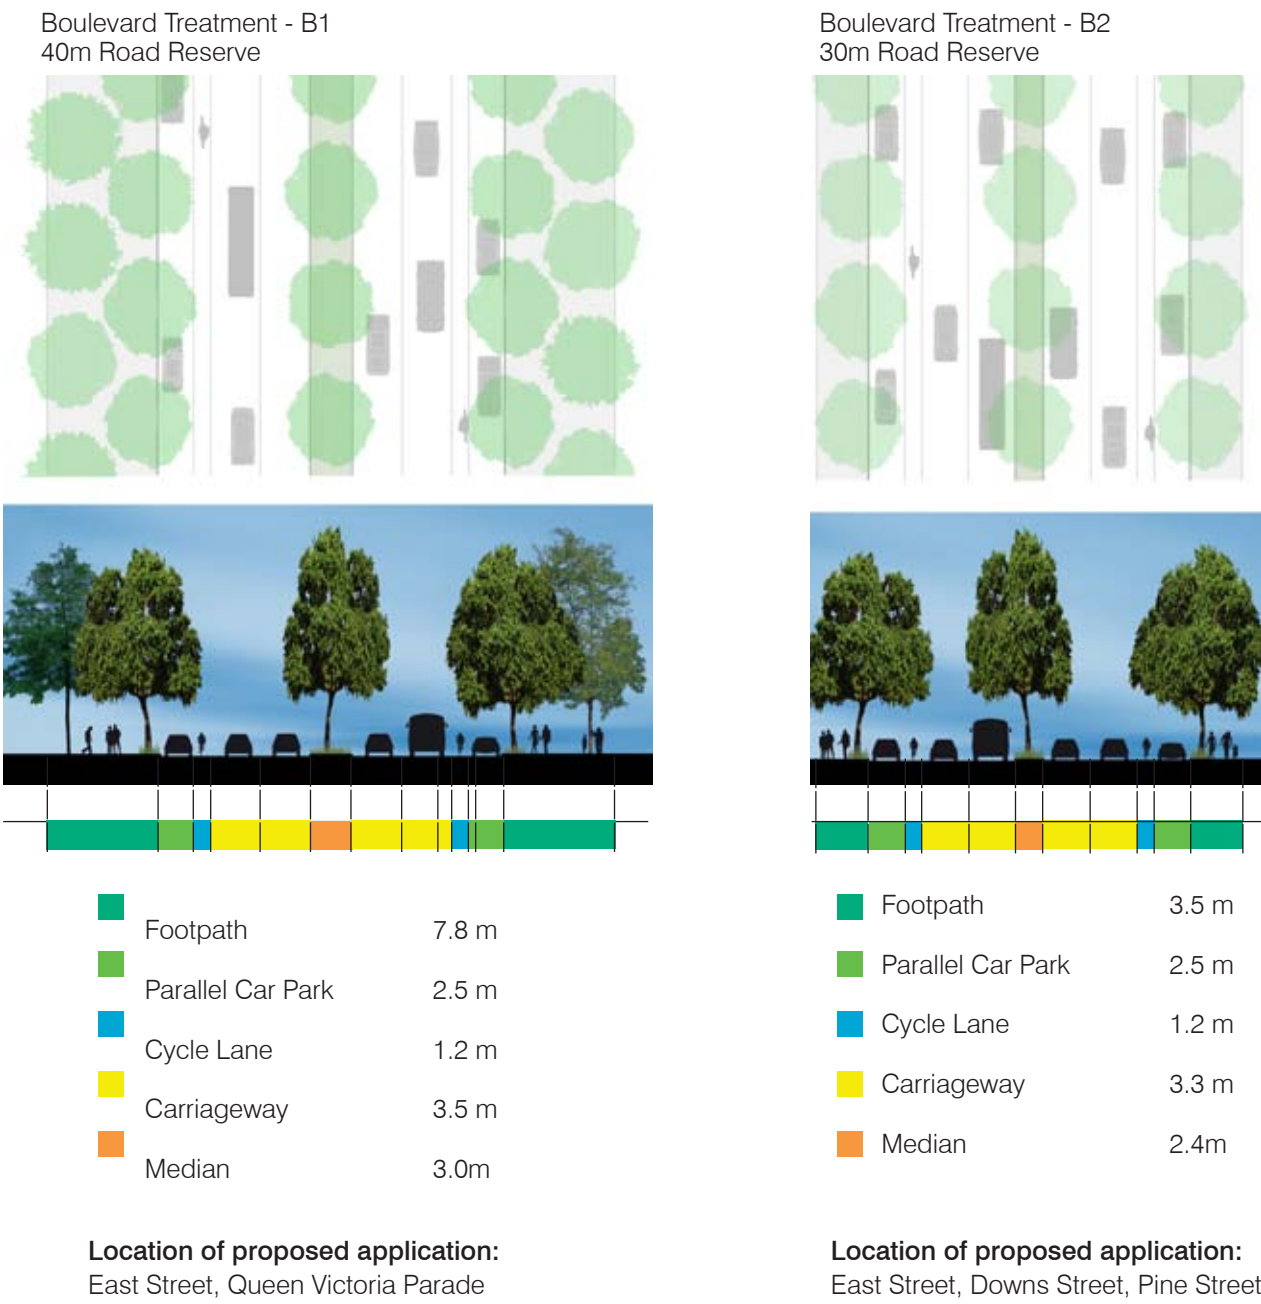 Boulevard Treatment - B1
40m Road Reserve
Footpath 7.8 m
Parallel Car Park 2.5 m
Cycle Lane 1.2 m
Carriageway 3.5 m
Median 3.0m
Location of proposed application:
East Street, Queen Victoria Parade
Boulevard Treatment - B2
30m Road Reserve
Footpath 3.5 m
Parallel Car Park 2.5 m
Cycle Lane 1.2 m
Carriageway 3.3 m
Median 2.4m
Location of proposed application:
East Street, Downs Street, Pine Street